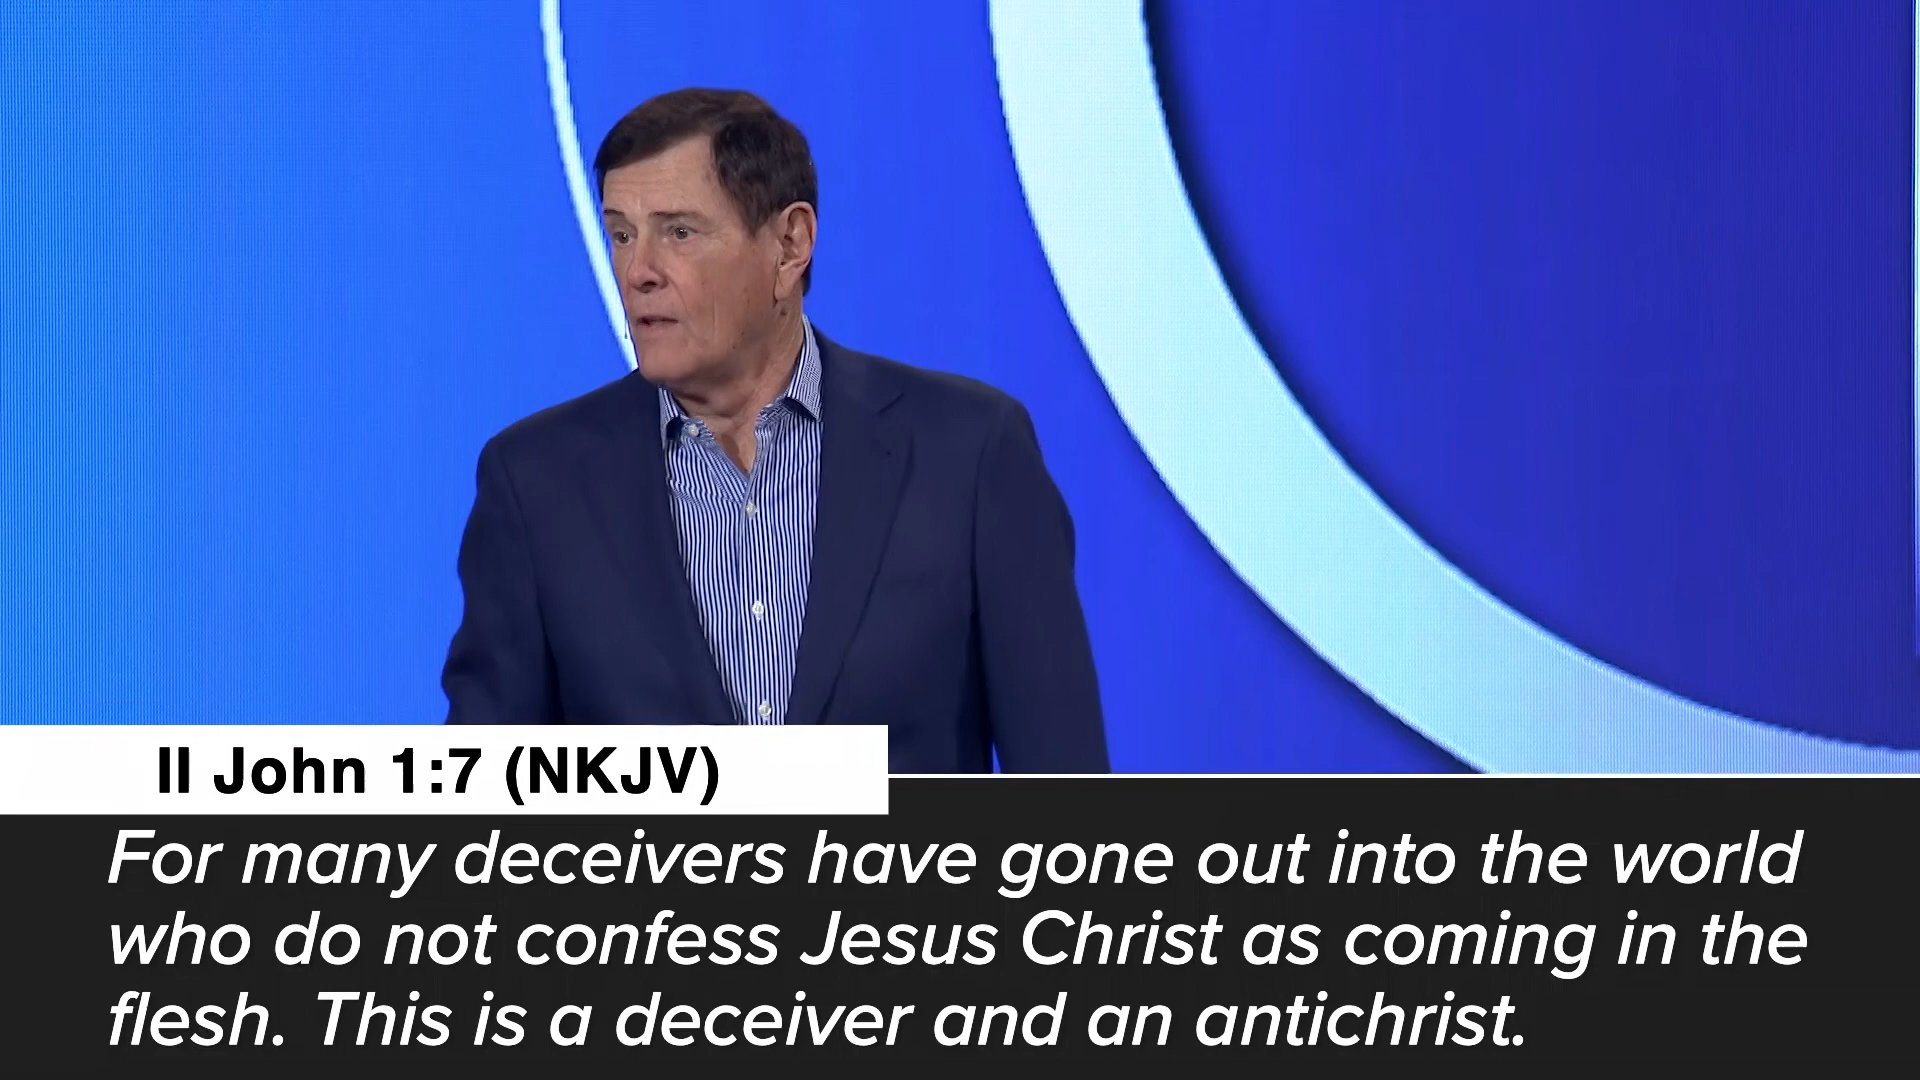 II John 1:7 (NKJV)
For many deceivers have gone out into the world
who do not confess Jesus Christ as coming in the
flesh. This is a deceiver and an antichrist.